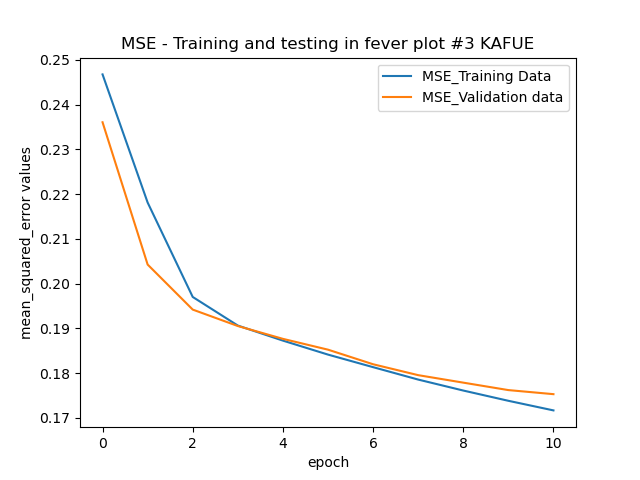 MSE - Training and testing in fever plot #3 KAFUE
MSE_Training Data
MSE_Validation data
mean_squared_error values
0.25
0.24
0.23
0.22
0.21
0.20
0.19
0.18
0.17
0 2 4 6 8 10
epoch